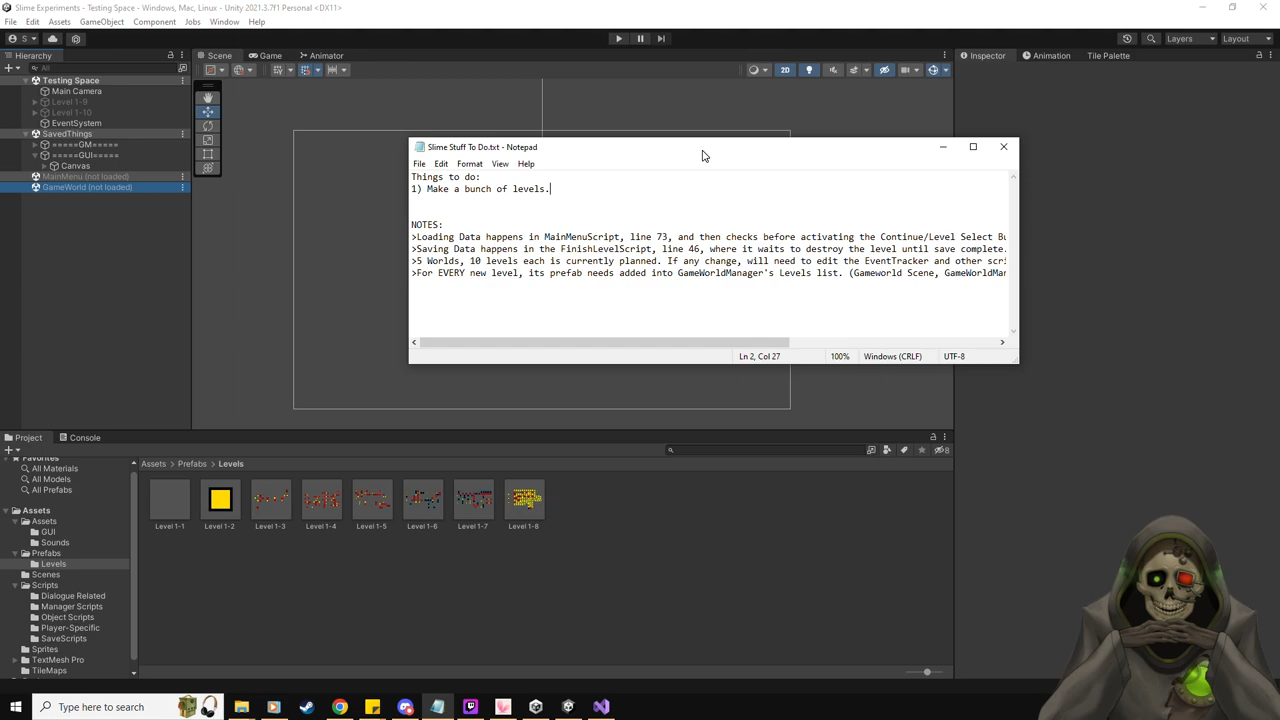 Slime Experiments - Testing Space - Windows, Mac, Linux - Unity 2021.3.7f1 Personal <DX11>
File Edit Assets GameObject Component Jobs Window Help
S Layers Layout
Hierarchy Scene Game Animator Inspector Animation Tile Palette
All 2D
Testing Space
Main Camera
Level 1-9
Level 1-10
EventSystem
SavedThings
=====GM=====
=====GUI=====
Canvas
MainMenu (not loaded)
GameWorld (not loaded)
Slime Stuff To Do.txt - Notepad
File Edit Format View Help
Things to do:
1) Make a bunch of levels.
NOTES:
>Loading Data happens in MainMenuScript, line 73, and then checks before activating the Continue/Level Select Bu
>Saving Data happens in the FinishLevelScript, line 46, where it waits to destroy the level until save complete.
>5 Worlds, 10 levels each is currently planned. If any change, will need to edit the EventTracker and other scri
>For EVERY new level, its prefab needs added into GameWorldManager's Levels list. (Gameworld Scene, GameWorldMan
Ln 2, Col 27 100% Windows (CRLF) UTF-8
Project Console
8
Favorites
All Materials
All Models
All Prefabs
Assets
Assets
GUI
Sounds
Prefabs
Levels
Scenes
Scripts
Dialogue Related
Manager Scripts
Object Scripts
Player-Specific
SaveScripts
Sprites
TextMesh Pro
TileMaps
Assets > Prefabs > Levels
Level 1-1 Level 1-2 Level 1-3 Level 1-4 Level 1-5 Level 1-6 Level 1-7 Level 1-8
Type here to search